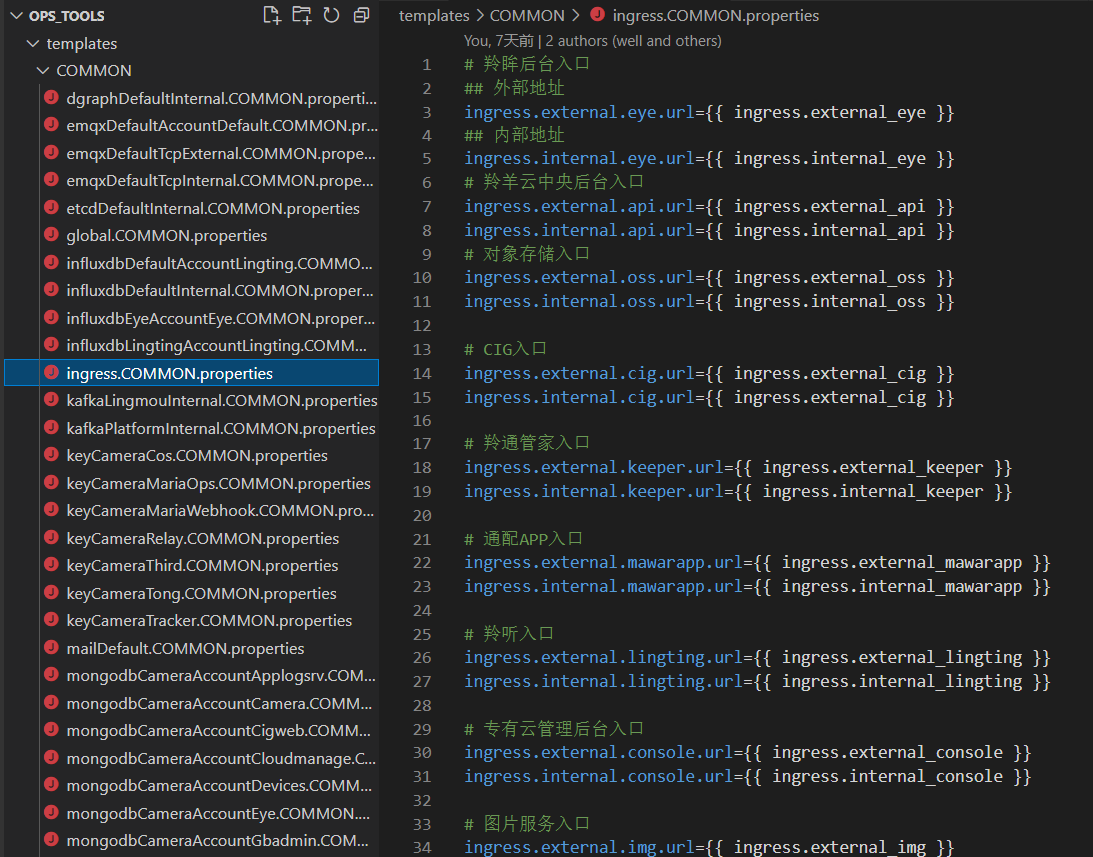 OPS_TOOLS
templates
COMMON
dgraphDefaultInternal.COMMON.properti...
emqxDefaultAccountDefault.COMMON.pr...
emqxDefaultTcpExternal.COMMON.prope...
emqxDefaultTcpInternal.COMMON.prope...
etcdDefaultInternal.COMMON.properties
global.COMMON.properties
influxdbDefaultAccountLingting.COMMO...
influxdbDefaultInternal.COMMON.proper...
influxdbEyeAccountEye.COMMON.proper...
influxdbLingtingAccountLingting.COMM...
ingress.COMMON.properties
kafkaLingmouInternal.COMMON.properties
kafkaPlatformInternal.COMMON.properties
keyCameraCos.COMMON.properties
keyCameraMariaOps.COMMON.properties
keyCameraMariaWebhook.COMMON.pro...
keyCameraRelay.COMMON.properties
keyCameraThird.COMMON.properties
keyCameraTong.COMMON.properties
keyCameraTracker.COMMON.properties
mailDefault.COMMON.properties
mongodbCameraAccountApplogsrv.COM...
mongodbCameraAccountCamera.COMM...
mongodbCameraAccountCigweb.COMM...
mongodbCameraAccountCloudmanage.C...
mongodbCameraAccountDevices.COMM...
mongodbCameraAccountEye.COMMON....
mongodbCameraAccountGbadmin.COM...
templates > COMMON > ingress.COMMON.properties
You, 7天前 | 2 authors (well and others)
1 # 羚眸后台入口
2 ## 外部地址
3 ingress.external.eye.url={{ ingress.external_eye }}
4 ## 内部地址
5 ingress.internal.eye.url={{ ingress.internal_eye }}
6 # 羚羊云中央后台入口
7 ingress.external.api.url={{ ingress.external_api }}
8 ingress.internal.api.url={{ ingress.internal_api }}
9 # 对象存储入口
10 ingress.external.oss.url={{ ingress.external_oss }}
11 ingress.internal.oss.url={{ ingress.internal_oss }}
12
13 # CIG入口
14 ingress.external.cig.url={{ ingress.external_cig }}
15 ingress.internal.cig.url={{ ingress.external_cig }}
16
17 # 羚通管家入口
18 ingress.external.keeper.url={{ ingress.external_keeper }}
19 ingress.internal.keeper.url={{ ingress.internal_keeper }}
20
21 # 通配APP入口
22 ingress.external.mawarapp.url={{ ingress.external_mawarapp }}
23 ingress.internal.mawarapp.url={{ ingress.internal_mawarapp }}
24
25 # 羚听入口
26 ingress.external.lingting.url={{ ingress.external_lingting }}
27 ingress.internal.lingting.url={{ ingress.internal_lingting }}
28
29 # 专有云管理后台入口
30 ingress.external.console.url={{ ingress.external_console }}
31 ingress.internal.console.url={{ ingress.internal_console }}
32
33 # 图片服务入口
34 ingress.external.img.url={{ ingress.external_img }}